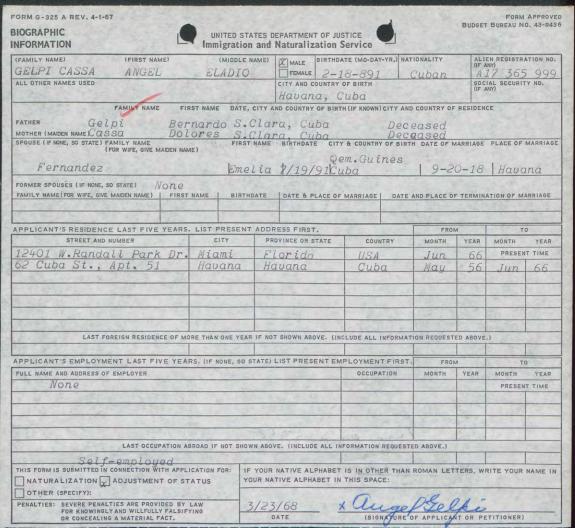 FORM G-325 A REV. 4-1-67
FORM APPROVED
BUDGET BUREAU NO. 43-R436
BIOGRAPHIC
INFORMATION
UNITED STATES DEPARTMENT OF JUSTICE
Immigration and Naturalization Service
(FAMILY NAME) (FIRST NAME) (MIDDLE NAME) X MALE FEMALE BIRTHDATE (MO-DAY-YR.) NATIONALITY ALIEN REGISTRATION NO. (IF ANY)
GELPI CASSA ANGEL ELADIO 2-18-891 Cuban A17 365 999
ALL OTHER NAMES USED CITY AND COUNTRY OF BIRTH SOCIAL SECURITY NO. (IF ANY)
Havana, Cuba
FAMILY NAME FIRST NAME DATE, CITY AND COUNTRY OF BIRTH (IF KNOWN) CITY AND COUNTRY OF RESIDENCE
FATHER Gelpi Bernardo S.Clara, Cuba Deceased
MOTHER (MAIDEN NAME) Cassa Dolores S.Clara, Cuba Deceased
SPOUSE (IF NONE, SO STATE) FAMILY NAME (FOR WIFE, GIVE MAIDEN NAME) FIRST NAME BIRTHDATE CITY & COUNTRY OF BIRTH DATE OF MARRIAGE PLACE OF MARRIAGE
Qem.Guines
Fernandez Emelia 7/19/91 Cuba 9-20-18 Havana
FORMER SPOUSES (IF NONE, SO STATE) None
FAMILY NAME (FOR WIFE, GIVE MAIDEN NAME) FIRST NAME BIRTHDATE DATE & PLACE OF MARRIAGE DATE AND PLACE OF TERMINATION OF MARRIAGE
APPLICANT'S RESIDENCE LAST FIVE YEARS. LIST PRESENT ADDRESS FIRST. FROM TO
STREET AND NUMBER CITY PROVINCE OR STATE COUNTRY MONTH YEAR MONTH YEAR
12401 W.Randall Park Dr. Miami Florida USA Jun 66 PRESENT TIME
62 Cuba St., Apt. 51 Havana Havana Cuba May 56 Jun 66
LAST FOREIGN RESIDENCE OF MORE THAN ONE YEAR IF NOT SHOWN ABOVE. (INCLUDE ALL INFORMATION REQUESTED ABOVE.)
APPLICANT'S EMPLOYMENT LAST FIVE YEARS. (IF NONE, SO STATE) LIST PRESENT EMPLOYMENT FIRST. FROM TO
FULL NAME AND ADDRESS OF EMPLOYER OCCUPATION MONTH YEAR MONTH YEAR
None PRESENT TIME
LAST OCCUPATION ABROAD IF NOT SHOWN ABOVE. (INCLUDE ALL INFORMATION REQUESTED ABOVE.)
Self-employed
THIS FORM IS SUBMITTED IN CONNECTION WITH APPLICATION FOR:
NATURALIZATION X ADJUSTMENT OF STATUS
OTHER (SPECIFY):
IF YOUR NATIVE ALPHABET IS IN OTHER THAN ROMAN LETTERS, WRITE YOUR NAME IN
YOUR NATIVE ALPHABET IN THIS SPACE:
PENALTIES: SEVERE PENALTIES ARE PROVIDED BY LAW
FOR KNOWINGLY AND WILLFULLY FALSIFYING
OR CONCEALING A MATERIAL FACT.
3/23/68 x Angel Gelpi
DATE (SIGNATURE OF APPLICANT OR PETITIONER)